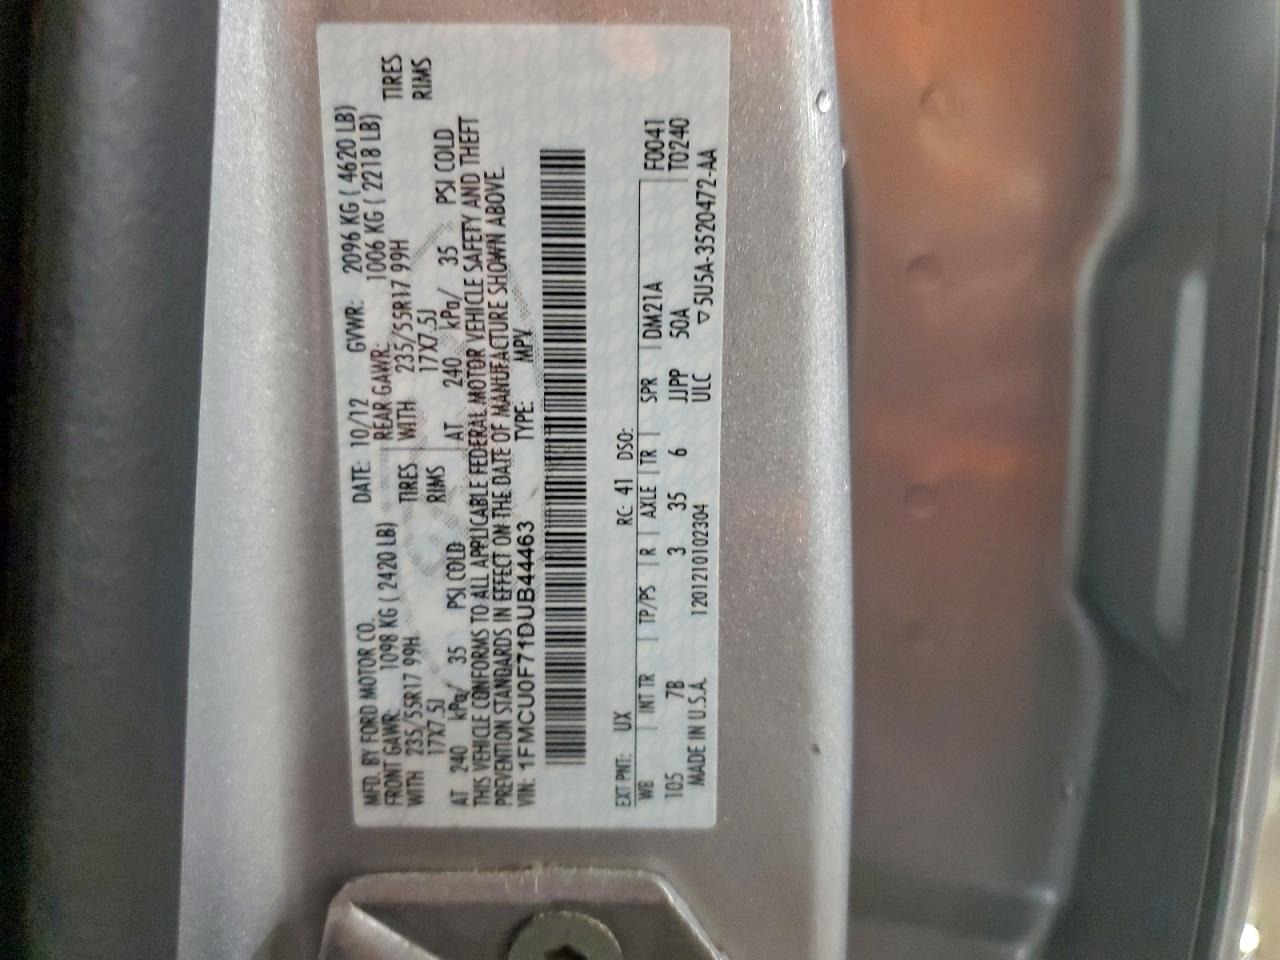 MFD. BY FORD MOTOR CO. DATE: 10/12 GVWR: 2096 KG ( 4620 LB)
FRONT GAWR: 1098 KG ( 2420 LB) REAR GAWR: 1006 KG ( 2218 LB)
WITH 235/55R17 99H TIRES WITH 235/55R17 99H TIRES
17X7.5J RIMS 17X7.5J RIMS
AT 240 kPa/ 35 PSI COLD AT 240 kPa/ 35 PSI COLD
THIS VEHICLE CONFORMS TO ALL APPLICABLE FEDERAL MOTOR VEHICLE SAFETY AND THEFT
PREVENTION STANDARDS IN EFFECT ON THE DATE OF MANUFACTURE SHOWN ABOVE.
VIN: 1FMCU0F71DUB44463 TYPE: MPV
EXT PNT: UX RC: 41 DSO: F0041
WB INT TR TP/PS R AXLE TR SPR DM21A T0240
105 7B 3 35 6 JJPP 50A
MADE IN U.S.A. 1201210102304 ULC ▽5U5A-3520472-AA